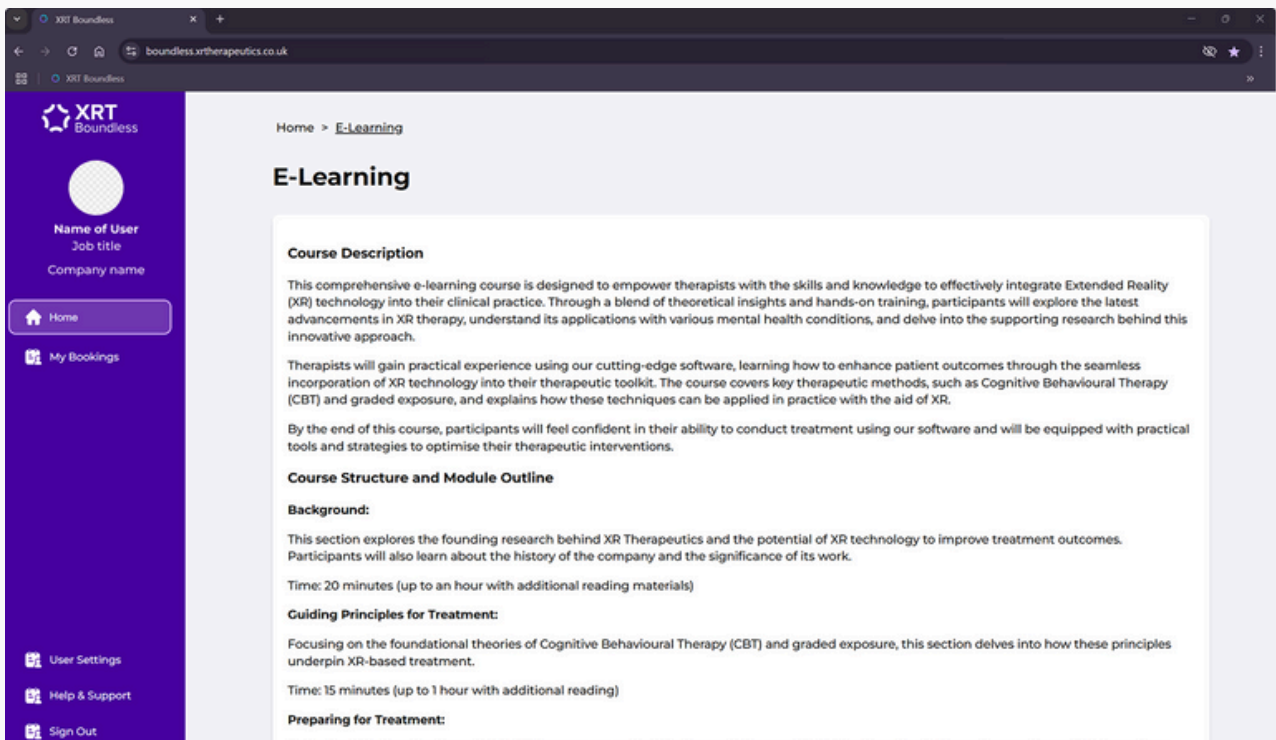 XRT Boundless
boundless.xrtherapeutics.co.uk
XRT Boundless
XRT
Boundless
Name of User
Job title
Company name
Home
My Bookings
User Settings
Help & Support
Sign Out
Home > E-Learning
E-Learning
Course Description
This comprehensive e-learning course is designed to empower therapists with the skills and knowledge to effectively integrate Extended Reality
(XR) technology into their clinical practice. Through a blend of theoretical insights and hands-on training, participants will explore the latest
advancements in XR therapy, understand its applications with various mental health conditions, and delve into the supporting research behind this
innovative approach.
Therapists will gain practical experience using our cutting-edge software, learning how to enhance patient outcomes through the seamless
incorporation of XR technology into their therapeutic toolkit. The course covers key therapeutic methods, such as Cognitive Behavioural Therapy
(CBT) and graded exposure, and explains how these techniques can be applied in practice with the aid of XR.
By the end of this course, participants will feel confident in their ability to conduct treatment using our software and will be equipped with practical
tools and strategies to optimise their therapeutic interventions.
Course Structure and Module Outline
Background:
This section explores the founding research behind XR Therapeutics and the potential of XR technology to improve treatment outcomes.
Participants will also learn about the history of the company and the significance of its work.
Time: 20 minutes (up to an hour with additional reading materials)
Guiding Principles for Treatment:
Focusing on the foundational theories of Cognitive Behavioural Therapy (CBT) and graded exposure, this section delves into how these principles
underpin XR-based treatment.
Time: 15 minutes (up to 1 hour with additional reading)
Preparing for Treatment: